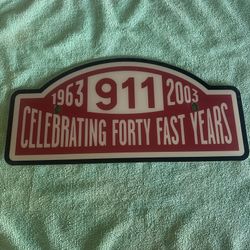 1963 911 2003
CELEBRATING FORTY FAST YEARS